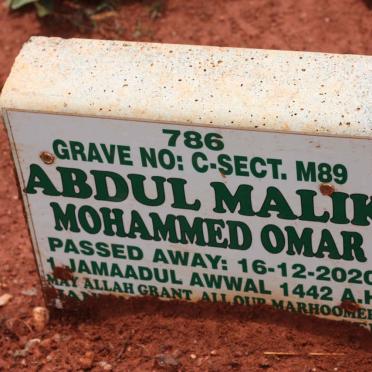 786
GRAVE NO: C-SECT. M89
ABDUL MALIK
MOHAMMED OMAR
PASSED AWAY: 16-12-2020
1 JAMAADUL AWWAL 1442 A.H
MAY ALLAH GRANT ALL OUR MARHOOMEE